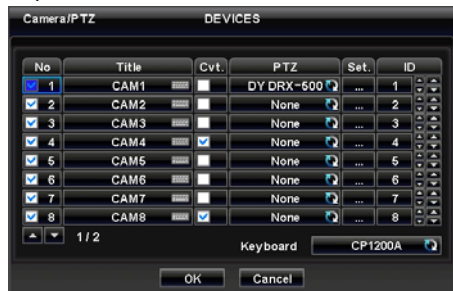 Camera/PTZ DEVICES
No Title Cvt. PTZ Set. ID
1 CAM1 DY DRX-500 ... 1
2 CAM2 None ... 2
3 CAM3 None ... 3
4 CAM4 None ... 4
5 CAM5 None ... 5
6 CAM6 None ... 6
7 CAM7 None ... 7
8 CAM8 None ... 8
1/2
Keyboard CP1200A
OK Cancel